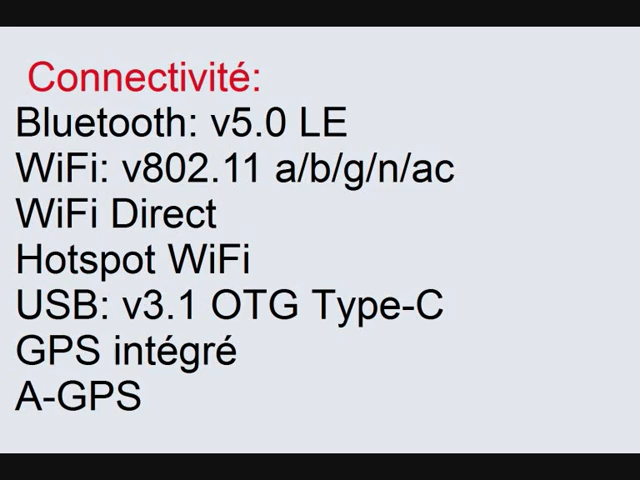 Connectivité:
Bluetooth: v5.0 LE
WiFi: v802.11 a/b/g/n/ac
WiFi Direct
Hotspot WiFi
USB: v3.1 OTG Type-C
GPS intégré
A-GPS